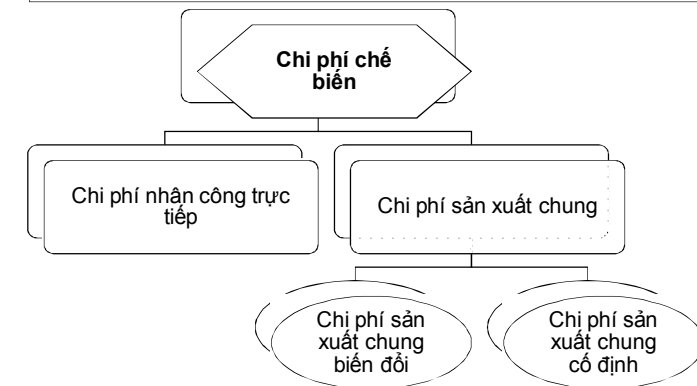 Chi phí chế
biến
Chi phí nhân công trực
tiếp
Chi phí sản xuất chung
Chi phí sản
xuất chung
biến đổi
Chi phí sản
xuất chung
cố định